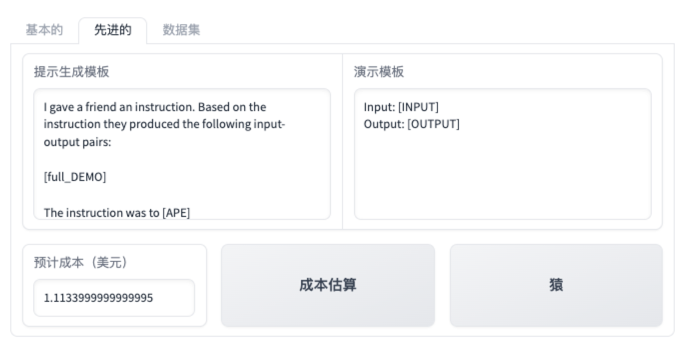 基本的
先进的
数据集
提示生成模板
I gave a friend an instruction. Based on the
instruction they produced the following input-
output pairs:
[full_DEMO]
The instruction was to [APE]
演示模板
Input: [INPUT]
Output: [OUTPUT]
预计成本（美元）
1.1133999999999995
成本估算
猿